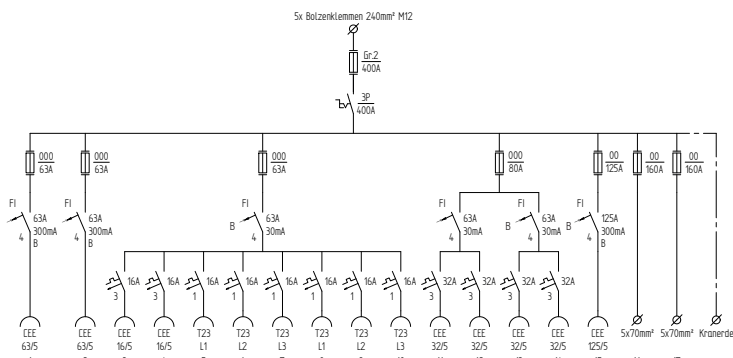 5x Bolzenklemmen 240mm² M12
Gr.2
400A
3P
400A
000
63A
000
63A
000
63A
000
80A
00
125A
00
160A
00
160A
FI
63A
300mA
4 B
FI
63A
300mA
4 B
FI
63A
30mA
4
FI
63A
30mA
B
4
FI
63A
30mA
B
4
FI
125A
300mA
B
4 B
16A
3
16A
3
16A
1
16A
1
16A
1
16A
1
16A
1
16A
1
32A
3
32A
3
32A
3
32A
3
CEE
63/5
CEE
63/5
CEE
16/5
CEE
16/5
T23
L1
T23
L2
T23
L3
T23
L1
T23
L2
T23
L3
CEE
32/5
CEE
32/5
CEE
32/5
CEE
32/5
CEE
125/5
5x70mm²
5x70mm²
Kranerde